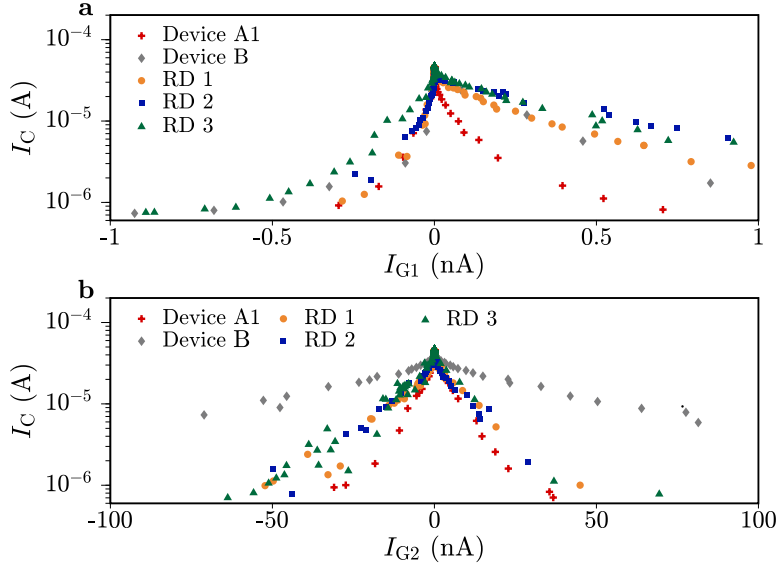 a
10⁻⁴
10⁻⁵
10⁻⁶
I_C (A)
Device A1
Device B
RD 1
RD 2
RD 3
-1 -0.5 0 0.5 1
I_G1 (nA)
b
10⁻⁴
10⁻⁵
10⁻⁶
I_C (A)
Device A1 RD 1 RD 3
Device B RD 2
-100 -50 0 50 100
I_G2 (nA)